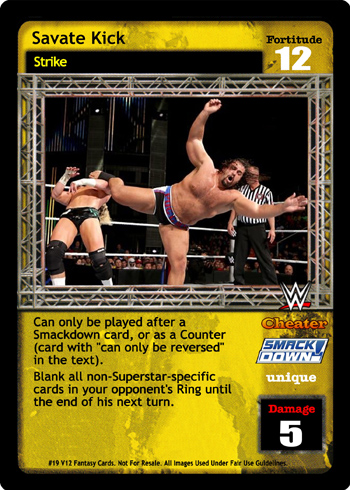 Savate Kick
Fortitude
12
Strike
Can only be played after a
Smackdown card, or as a Counter
(card with "can only be reversed"
in the text).
Blank all non-Superstar-specific
cards in your opponent's Ring until
the end of his next turn.
W
Cheater
SMACK
DOWN!
unique
Damage
5
#19 V12 Fantasy Cards. Not For Resale. All Images Used Under Fair Use Guidelines.